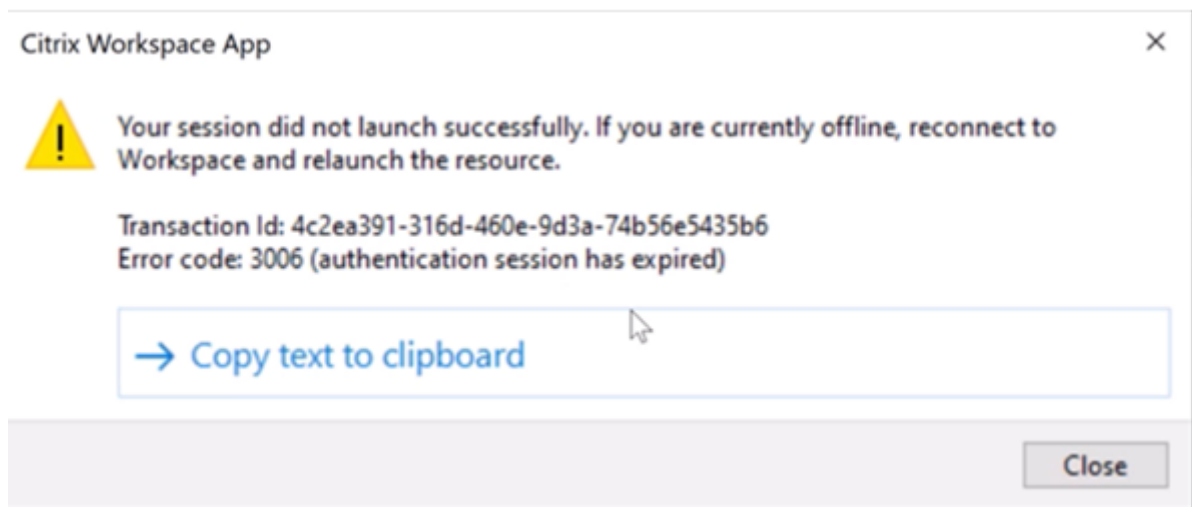 Citrix Workspace App
Your session did not launch successfully. If you are currently offline, reconnect to
Workspace and relaunch the resource.
Transaction Id: 4c2ea391-316d-460e-9d3a-74b56e5435b6
Error code: 3006 (authentication session has expired)
Copy text to clipboard
Close